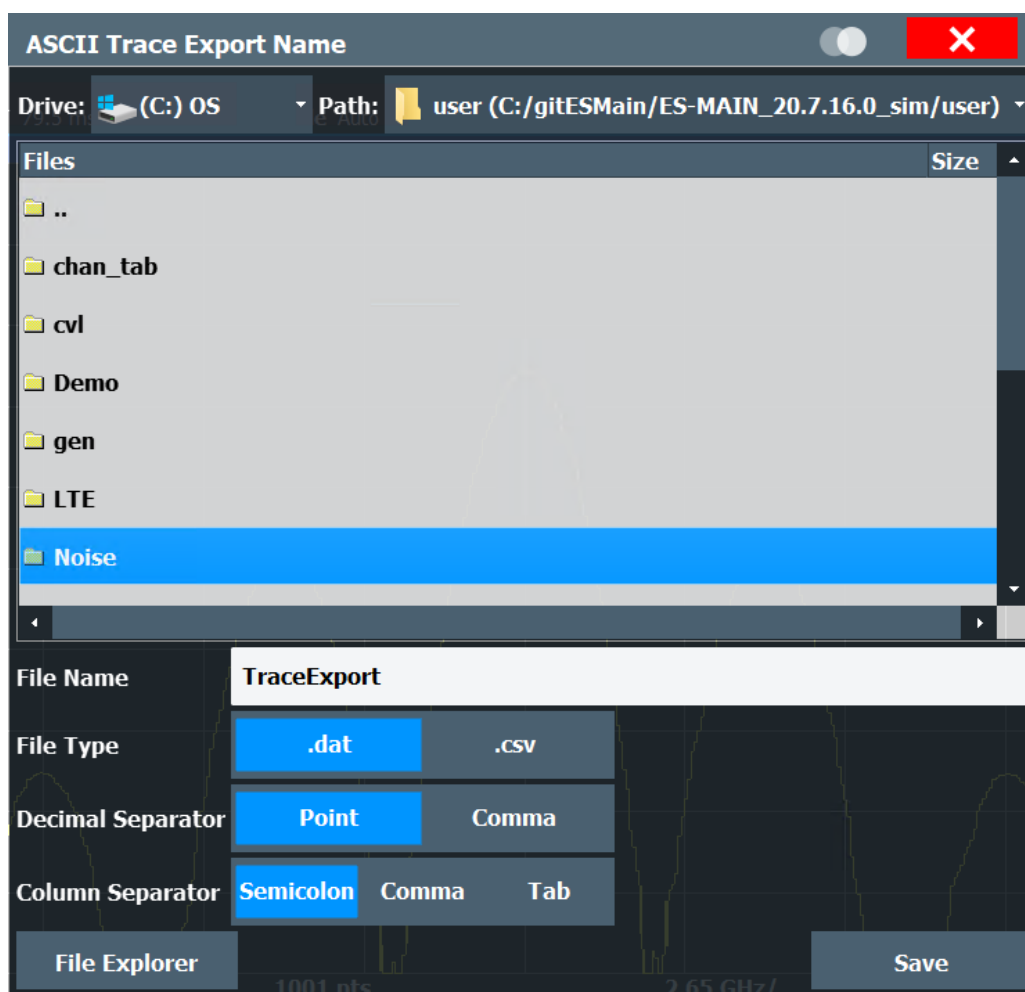 ASCII Trace Export Name
Drive: (C:) OS Path: user (C:/gitESMain/ES-MAIN_20.7.16.0_sim/user)
Files Size
..
chan_tab
cvl
Demo
gen
LTE
Noise
File Name TraceExport
File Type .dat .csv
Decimal Separator Point Comma
Column Separator Semicolon Comma Tab
File Explorer Save
1001 pts 2.65 GHz/